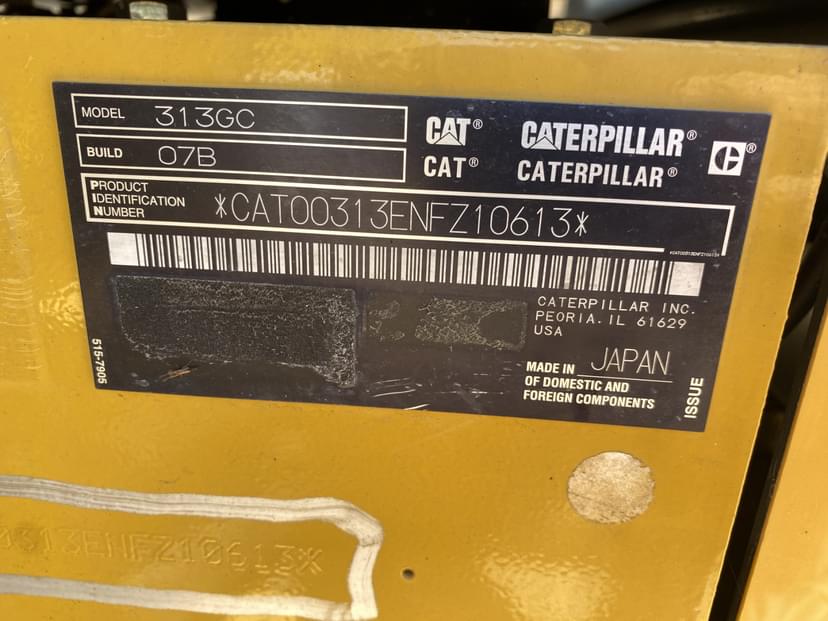 MODEL 313GC
BUILD 07B
CAT® CATERPILLAR®
CAT® CATERPILLAR®
C®
PRODUCT
IDENTIFICATION
NUMBER
*CAT00313ENFZ10613*
*CAT00313ENFZ10613*
CATERPILLAR INC.
PEORIA, IL 61629
USA
MADE IN JAPAN
OF DOMESTIC AND
FOREIGN COMPONENTS
515-7905
ISSUE
0313ENFZ10613*